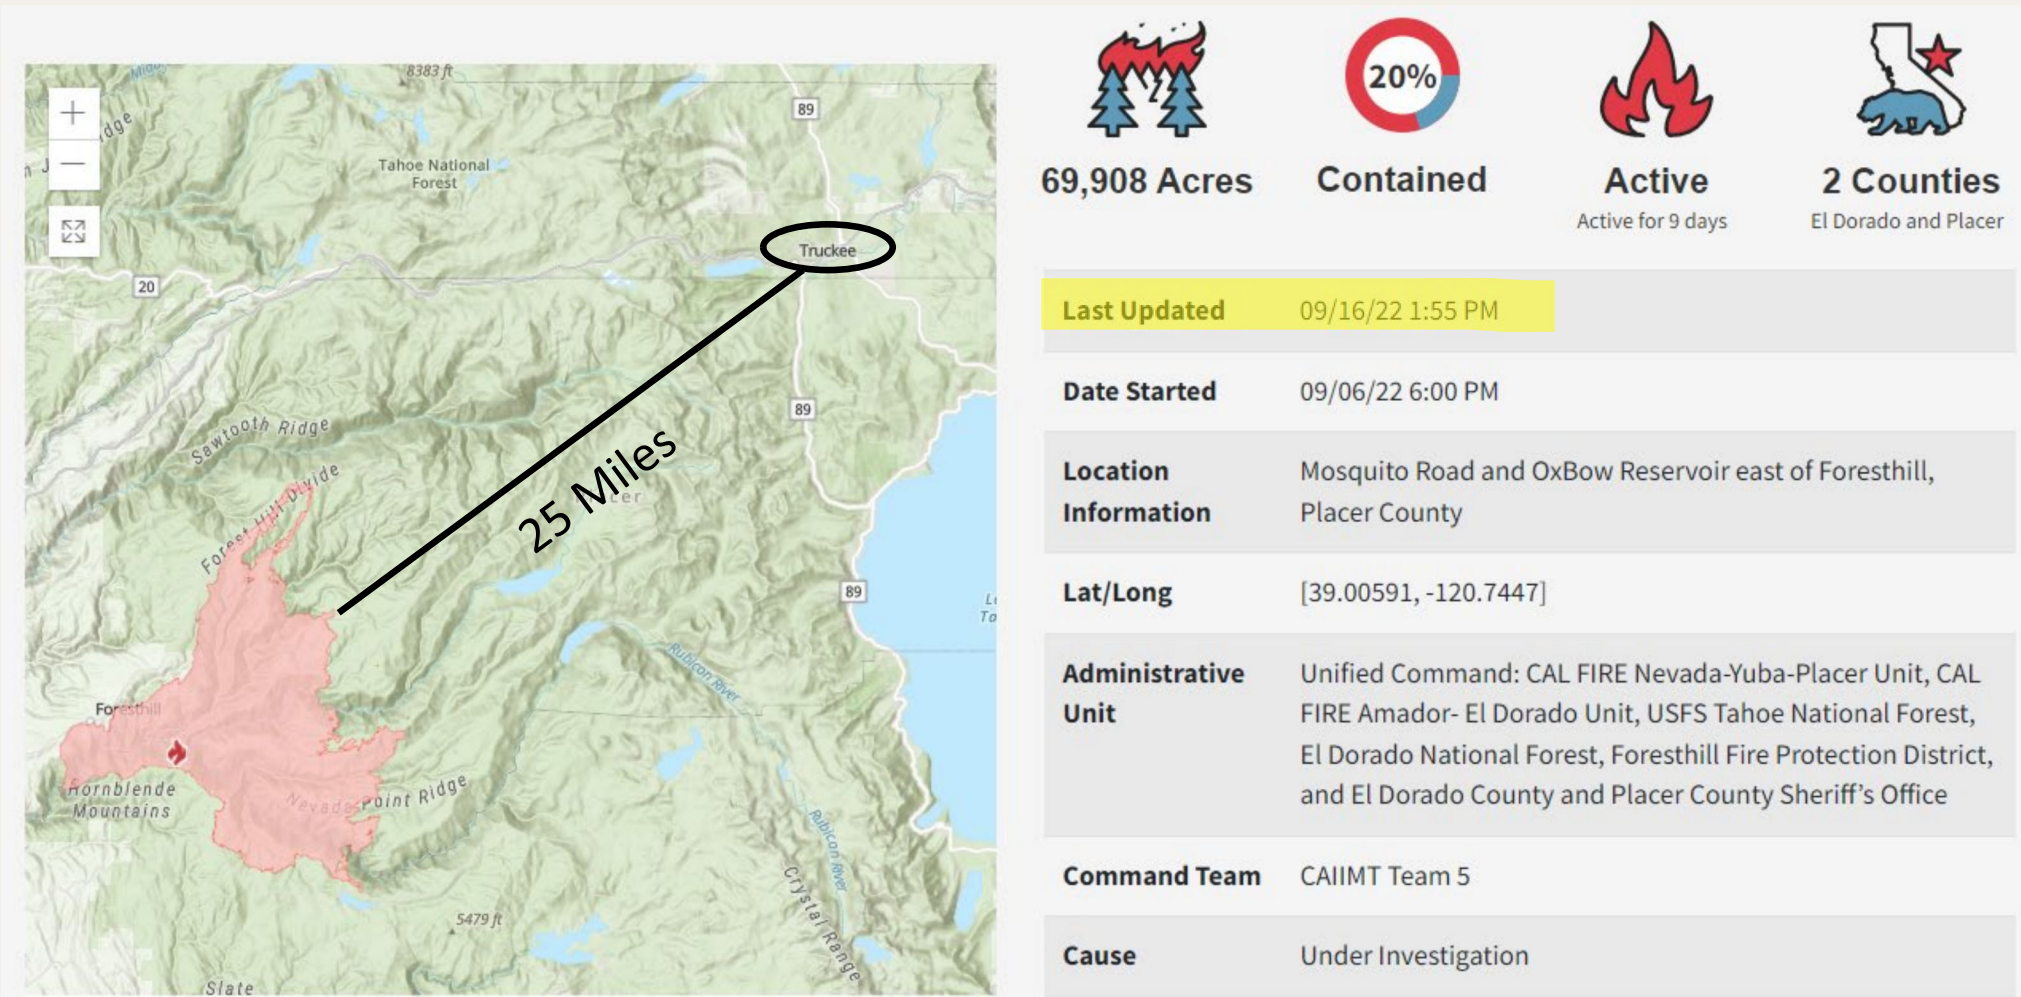 8383 ft
89
Tahoe National
Forest
Truckee
20
89
Sawtooth Ridge
25 Miles
Forest Hill Divide
89
Rubicon River
Foresthill
Hornblende
Mountains
Nevada Point Ridge
Rubicon River
Crystal Range
5479 ft
Slate
20%
69,908 Acres
Contained
Active
Active for 9 days
2 Counties
El Dorado and Placer
Last Updated 09/16/22 1:55 PM
Date Started 09/06/22 6:00 PM
Location Mosquito Road and OxBow Reservoir east of Foresthill,
Information Placer County
Lat/Long [39.00591, -120.7447]
Administrative Unified Command: CAL FIRE Nevada-Yuba-Placer Unit, CAL
Unit FIRE Amador- El Dorado Unit, USFS Tahoe National Forest,
El Dorado National Forest, Foresthill Fire Protection District,
and El Dorado County and Placer County Sheriff's Office
Command Team CAIIMT Team 5
Cause Under Investigation